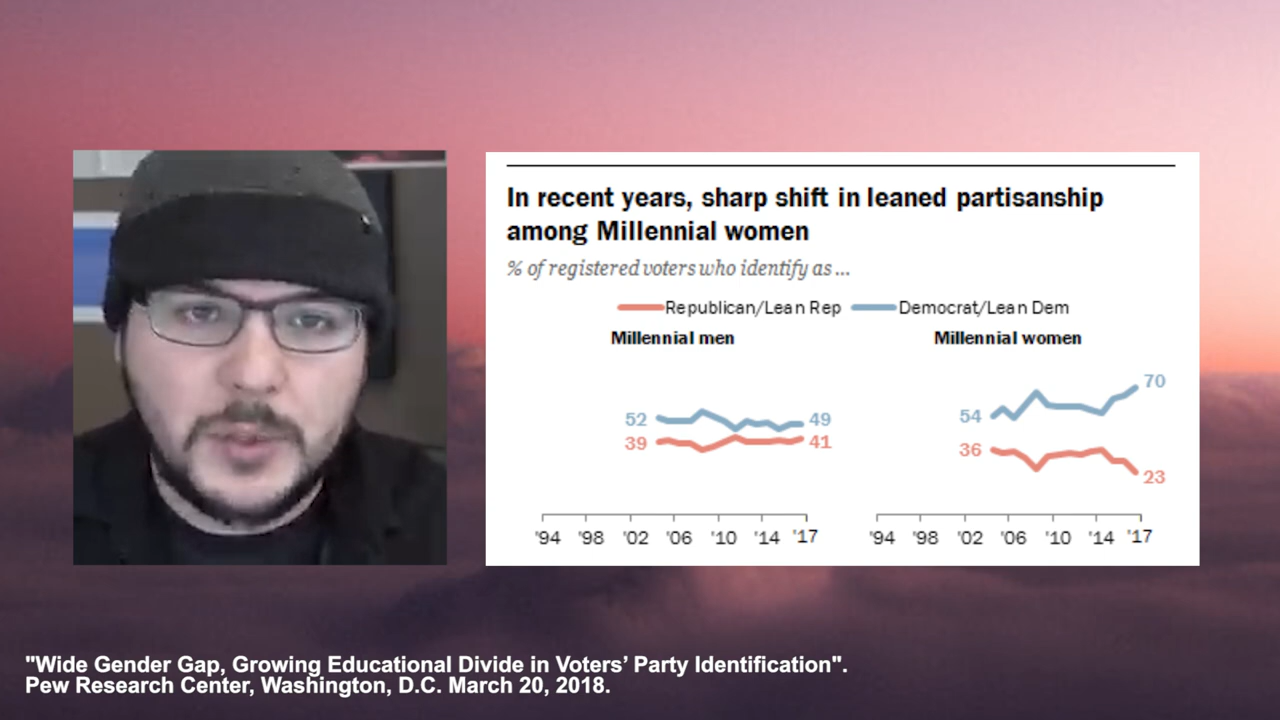 In recent years, sharp shift in leaned partisanship
among Millennial women
% of registered voters who identify as ...
Republican/Lean Rep Democrat/Lean Dem
Millennial men
52 49
39 41
'94 '98 '02 '06 '10 '14 '17
Millennial women
70
54
36
23
'94 '98 '02 '06 '10 '14 '17
"Wide Gender Gap, Growing Educational Divide in Voters’ Party Identification".
Pew Research Center, Washington, D.C. March 20, 2018.